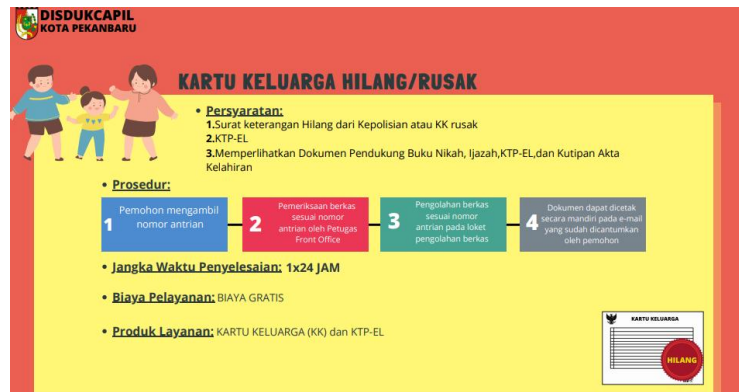 DISDUKCAPIL
KOTA PEKANBARU
KARTU KELUARGA HILANG/RUSAK
• Persyaratan:
1.Surat keterangan Hilang dari Kepolisian atau KK rusak
2.KTP-EL
3.Memperlihatkan Dokumen Pendukung Buku Nikah, Ijazah,KTP-EL,dan Kutipan Akta
Kelahiran
• Prosedur:
1 Pemohon mengambil
nomor antrian
2 Pemeriksaan berkas
sesuai nomor
antrian oleh Petugas
Front Office
3 Pengolahan berkas
sesuai nomor
antrian pada loket
pengolahan berkas
4 Dokumen dapat dicetak
secara mandiri pada e-mail
yang sudah dicantumkan
oleh pemohon
• Jangka Waktu Penyelesaian: 1x24 JAM
• Biaya Pelayanan: BIAYA GRATIS
• Produk Layanan: KARTU KELUARGA (KK) dan KTP-EL
KARTU KELUARGA
HILANG